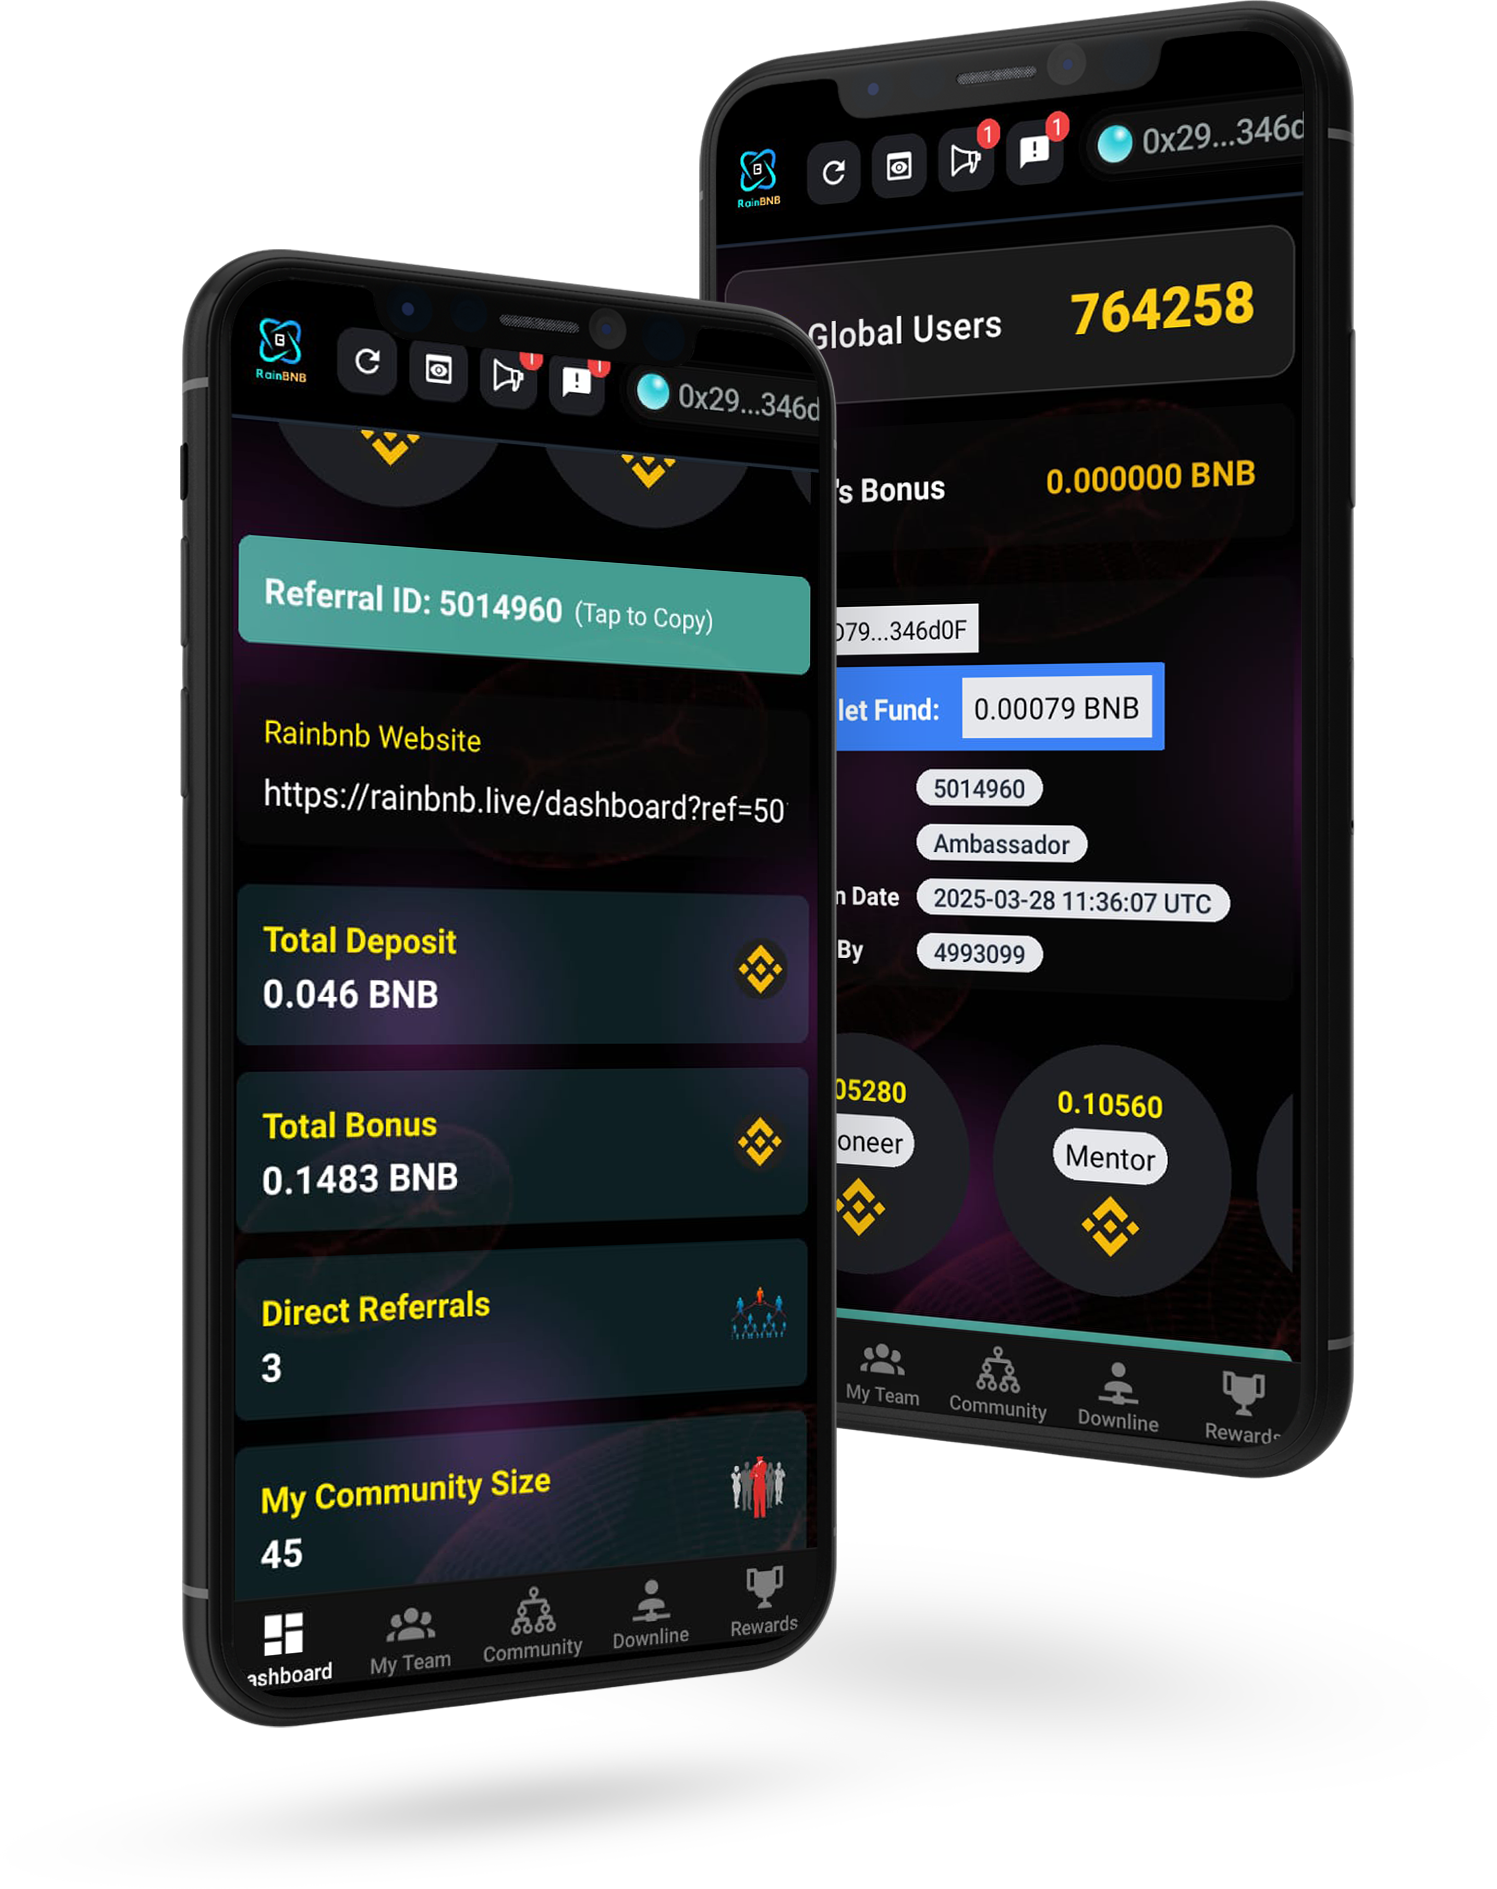 RainBNB
0x29...346d
Referral ID: 5014960 (Tap to Copy)
Rainbnb Website
https://rainbnb.live/dashboard?ref=50
Total Deposit
0.046 BNB
Total Bonus
0.1483 BNB
Direct Referrals
3
My Community Size
45
ashboard
My Team
Community
Downline
Rewards
RainBNB
1
1
0x29...346d
Global Users
764258
's Bonus
0.000000 BNB
D79...346d0F
let Fund:
0.00079 BNB
5014960
Ambassador
n Date
2025-03-28 11:36:07 UTC
By
4993099
05280
oneer
0.10560
Mentor
My Team
Community
Downline
Rewards